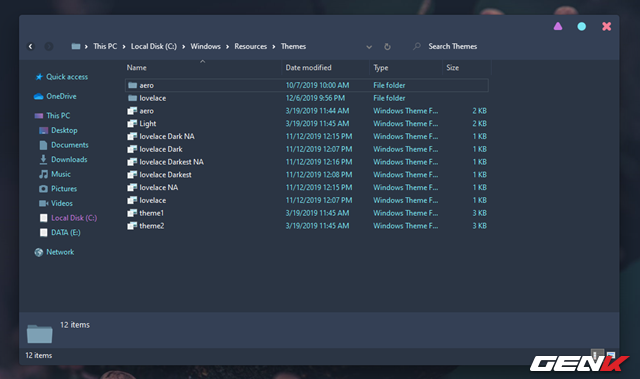 This PC > Local Disk (C:) > Windows > Resources > Themes
Search Themes
Name Date modified Type Size
Quick access
OneDrive
This PC
Desktop
Documents
Downloads
Music
Pictures
Videos
Local Disk (C:)
DATA (E:)
Network
aero 10/7/2019 10:00 AM File folder
lovelace 12/6/2019 9:56 PM File folder
aero 3/19/2019 11:44 AM Windows Theme F... 2 KB
Light 3/19/2019 11:45 AM Windows Theme F... 2 KB
lovelace Dark NA 11/12/2019 12:15 PM Windows Theme F... 1 KB
lovelace Dark 11/12/2019 12:07 PM Windows Theme F... 1 KB
lovelace Darkest NA 11/12/2019 12:16 PM Windows Theme F... 1 KB
lovelace Darkest 11/12/2019 12:08 PM Windows Theme F... 1 KB
lovelace NA 11/12/2019 12:15 PM Windows Theme F... 1 KB
lovelace 11/12/2019 12:07 PM Windows Theme F... 1 KB
theme1 3/19/2019 11:45 AM Windows Theme F... 3 KB
theme2 3/19/2019 11:45 AM Windows Theme F... 3 KB
12 items
12 items
GENK